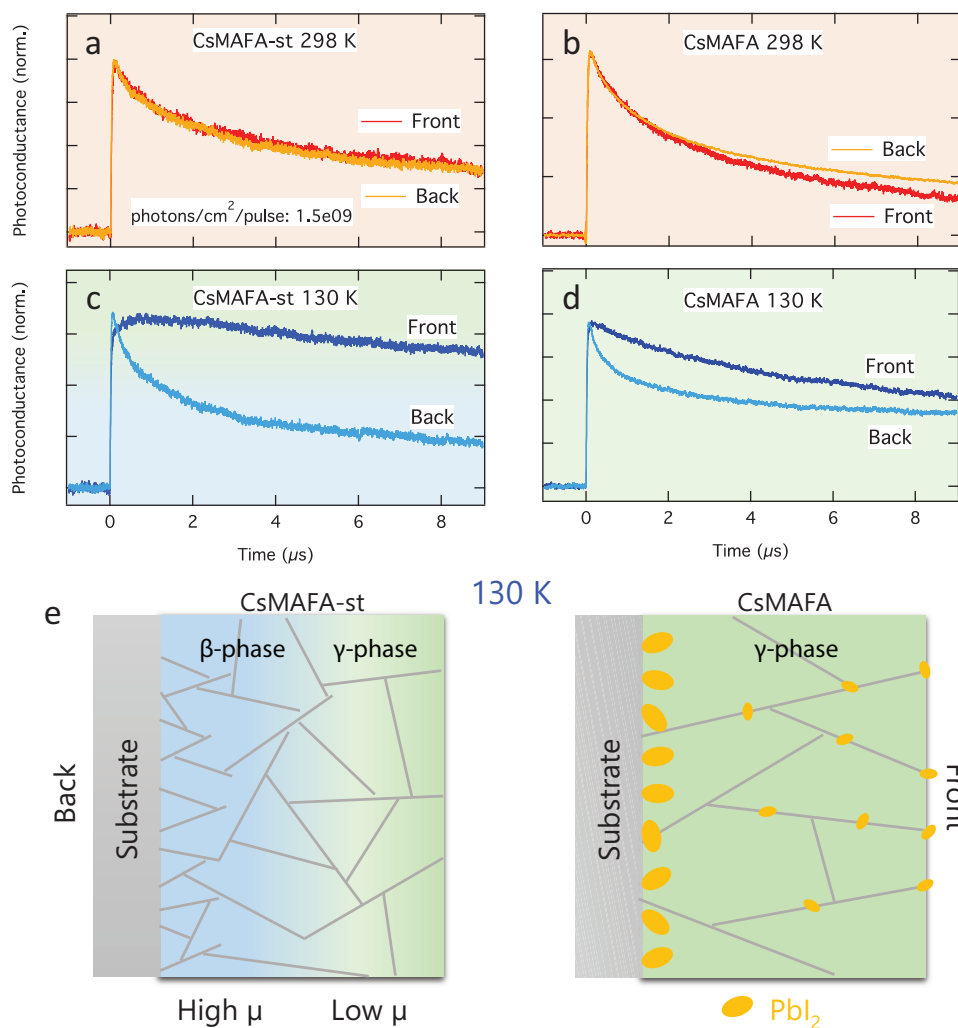 a
CsMAFA-st 298 K
Photoconductance (norm.)
Front
Back
photons/cm²/pulse: 1.5e09
b
CsMAFA 298 K
Back
Front
c
CsMAFA-st 130 K
Photoconductance (norm.)
Front
Back
0 2 4 6 8
Time (µs)
d
CsMAFA 130 K
Front
Back
0 2 4 6 8
Time (µs)
e
130 K
CsMAFA-st
β-phase
γ-phase
Back
Substrate
High µ
Low µ
CsMAFA
γ-phase
Substrate
Front
PbI₂